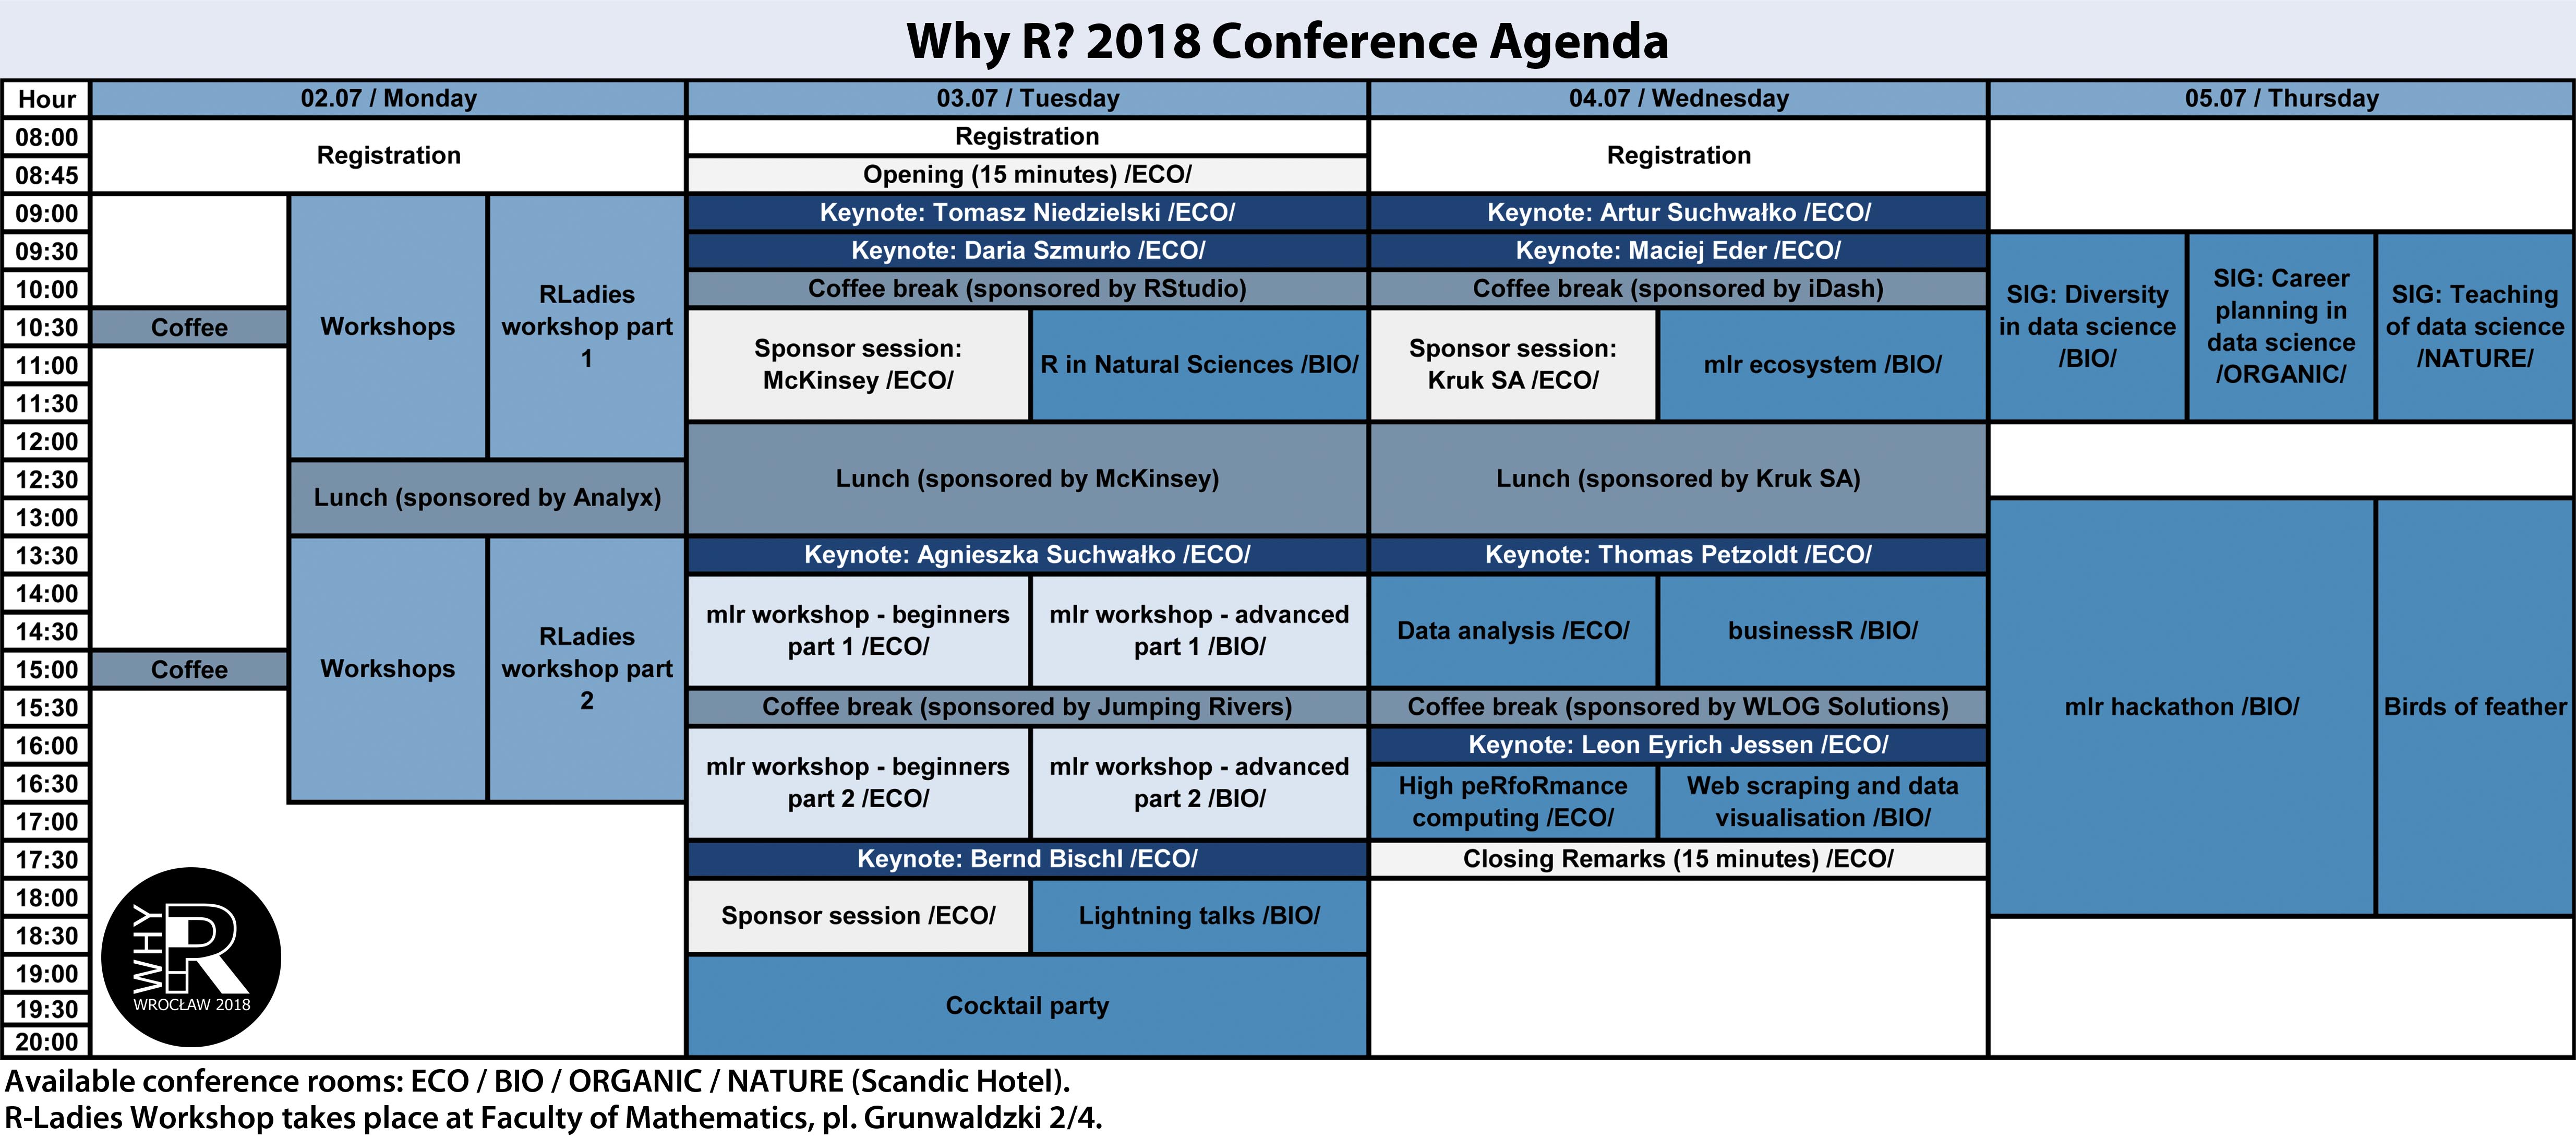 Why R? 2018 Conference Agenda
Hour
02.07 / Monday
03.07 / Tuesday
04.07 / Wednesday
05.07 / Thursday
08:00
08:45
09:00
09:30
10:00
10:30
11:00
11:30
12:00
12:30
13:00
13:30
14:00
14:30
15:00
15:30
16:00
16:30
17:00
17:30
18:00
18:30
19:00
19:30
20:00
Registration
Coffee
Workshops
RLadies
workshop part
1
Lunch (sponsored by Analyx)
Coffee
Workshops
RLadies
workshop part
2
Registration
Opening (15 minutes) /ECO/
Keynote: Tomasz Niedzielski /ECO/
Keynote: Daria Szmurło /ECO/
Coffee break (sponsored by RStudio)
Sponsor session:
McKinsey /ECO/
R in Natural Sciences /BIO/
Lunch (sponsored by McKinsey)
Keynote: Agnieszka Suchwałko /ECO/
mlr workshop - beginners
part 1 /ECO/
mlr workshop - advanced
part 1 /BIO/
Coffee break (sponsored by Jumping Rivers)
mlr workshop - beginners
part 2 /ECO/
mlr workshop - advanced
part 2 /BIO/
Keynote: Bernd Bischl /ECO/
Sponsor session /ECO/
Lightning talks /BIO/
Cocktail party
Registration
Keynote: Artur Suchwałko /ECO/
Keynote: Maciej Eder /ECO/
Coffee break (sponsored by iDash)
Sponsor session:
Kruk SA /ECO/
mlr ecosystem /BIO/
Lunch (sponsored by Kruk SA)
Keynote: Thomas Petzoldt /ECO/
Data analysis /ECO/
businessR /BIO/
Coffee break (sponsored by WLOG Solutions)
Keynote: Leon Eyrich Jessen /ECO/
High peRfoRmance
computing /ECO/
Web scraping and data
visualisation /BIO/
Closing Remarks (15 minutes) /ECO/
SIG: Diversity
in data science
/BIO/
SIG: Career
planning in
data science
/ORGANIC/
SIG: Teaching
of data science
/NATURE/
mlr hackathon /BIO/
Birds of feather
WHY
R
WROCŁAW 2018
Available conference rooms: ECO / BIO / ORGANIC / NATURE (Scandic Hotel).
R-Ladies Workshop takes place at Faculty of Mathematics, pl. Grunwaldzki 2/4.